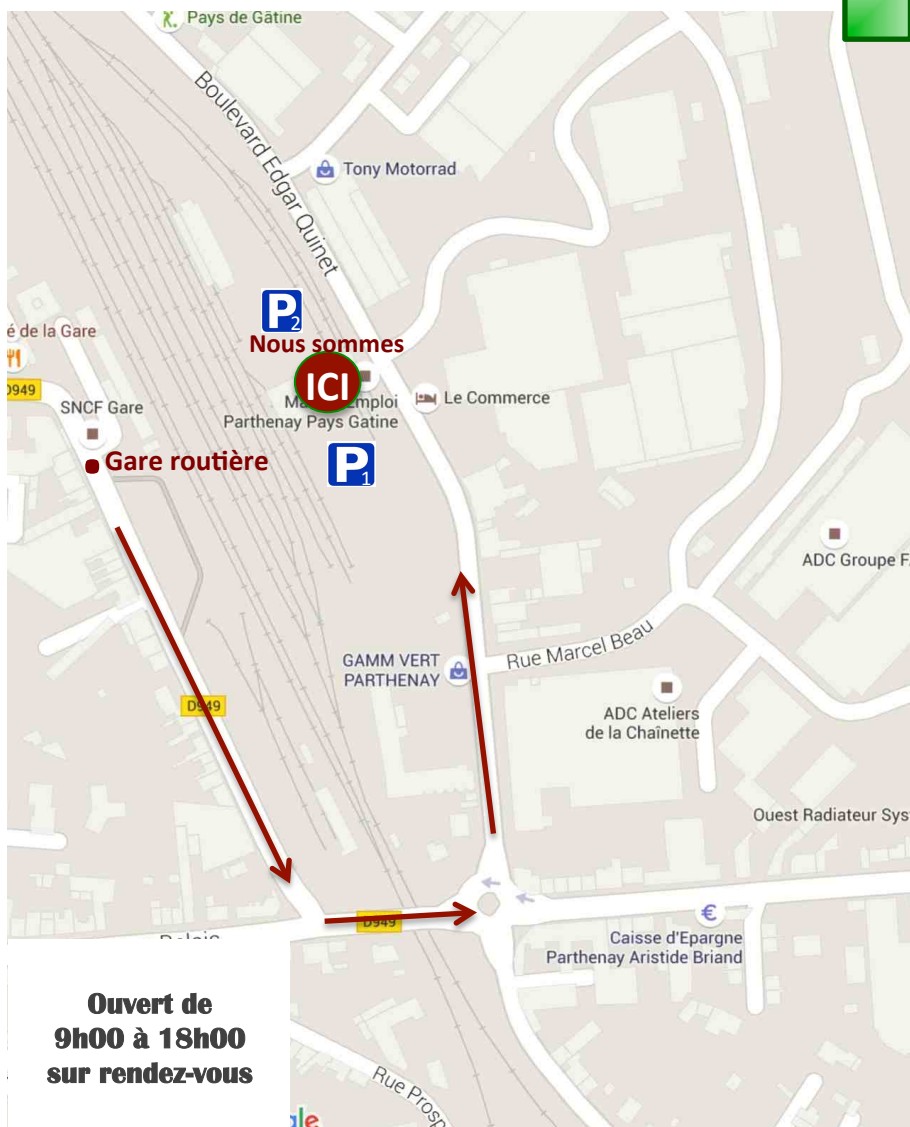 Pays de Gâtine
Boulevard Edgar Quinet
Tony Motorrad
P2
é de la Gare
Nous sommes
ICI
D949
SNCF Gare
Emploi
Parthenay Pays Gatine
Le Commerce
Gare routière
P1
ADC Groupe F
GAMM VERT
PARTHENAY
Rue Marcel Beau
D949
ADC Ateliers
de la Chaînette
Ouest Radiateur Sys
€
D949
Caisse d'Epargne
Parthenay Aristide Briand
Ouvert de
9h00 à 18h00
sur rendez-vous
Rue Prosp